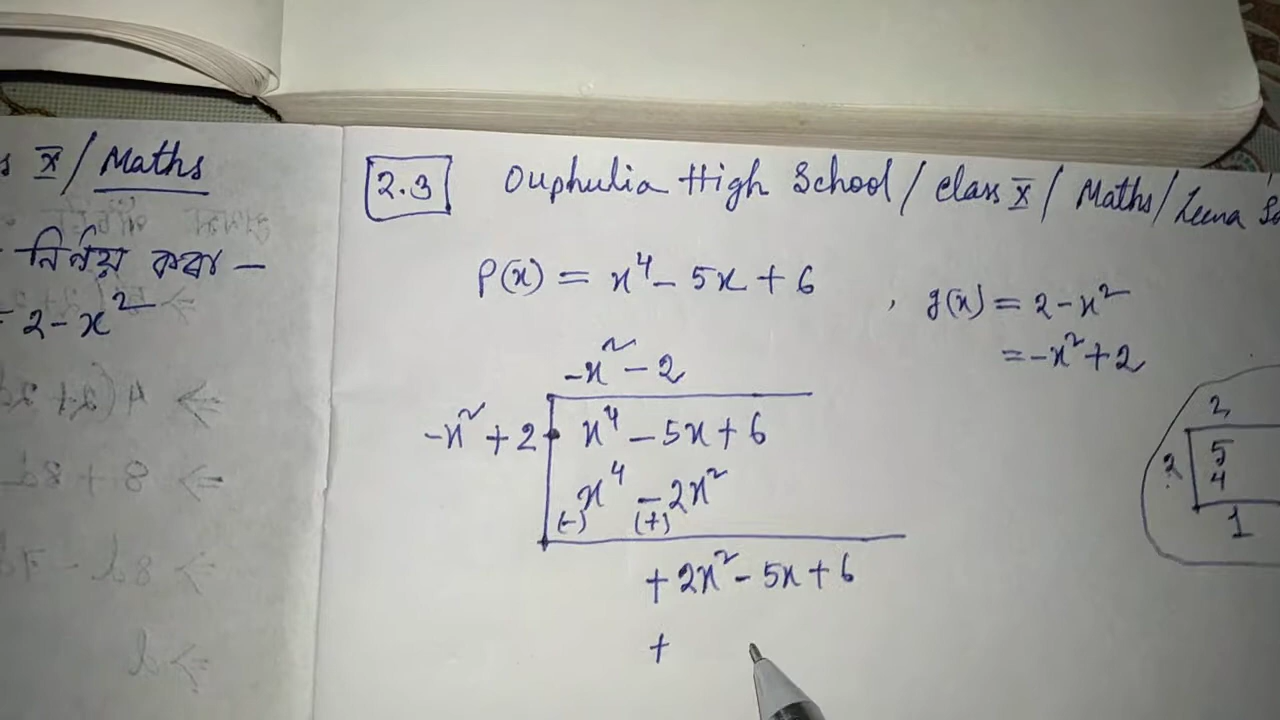 x / Maths
নির্ণয় কৰা —
= 2 - x²
2.3 Ouphulia High School / Class X / Maths / Leena
P(x) = x⁴ - 5x + 6 , g(x) = 2 - x²
= -x² + 2
-x² - 2
-x² + 2 x⁴ - 5x + 6
x⁴ - 2x²
(-) (+)
+ 2x² - 5x + 6
+
2
2 5
4
1